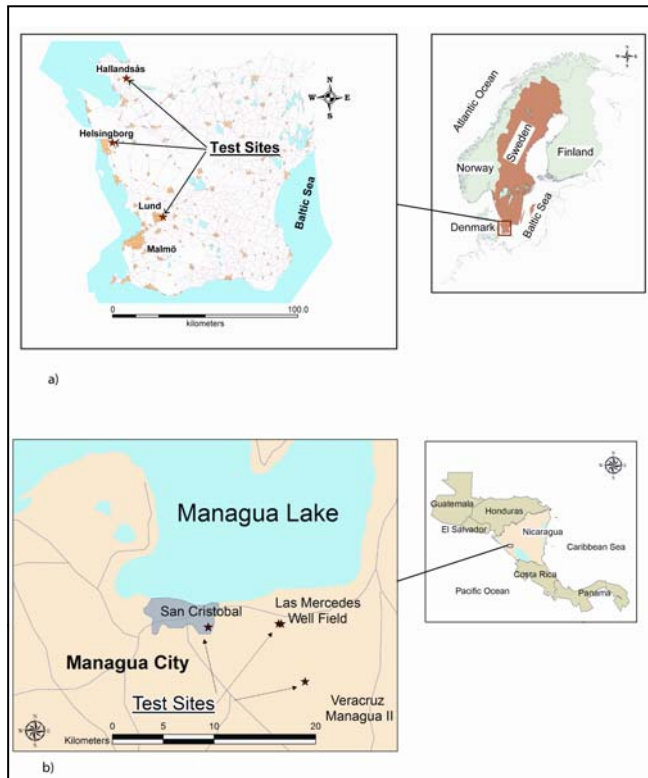 Hallandsås
N
W E
S
Helsingborg
Test Sites
Lund
Malmö
Baltic Sea
0 100.0
kilometers
a)
Atlantic Ocean
Sweden
Finland
Norway
Baltic Sea
Denmark
Managua Lake
San Cristobal
Las Mercedes
Well Field
Managua City
Test Sites
Veracruz
Managua II
0 5 10 20
Kilometers
b)
Guatemala
Honduras
El Salvador
Nicaragua
Caribbean Sea
Costa Rica
Pacific Ocean
Panamá